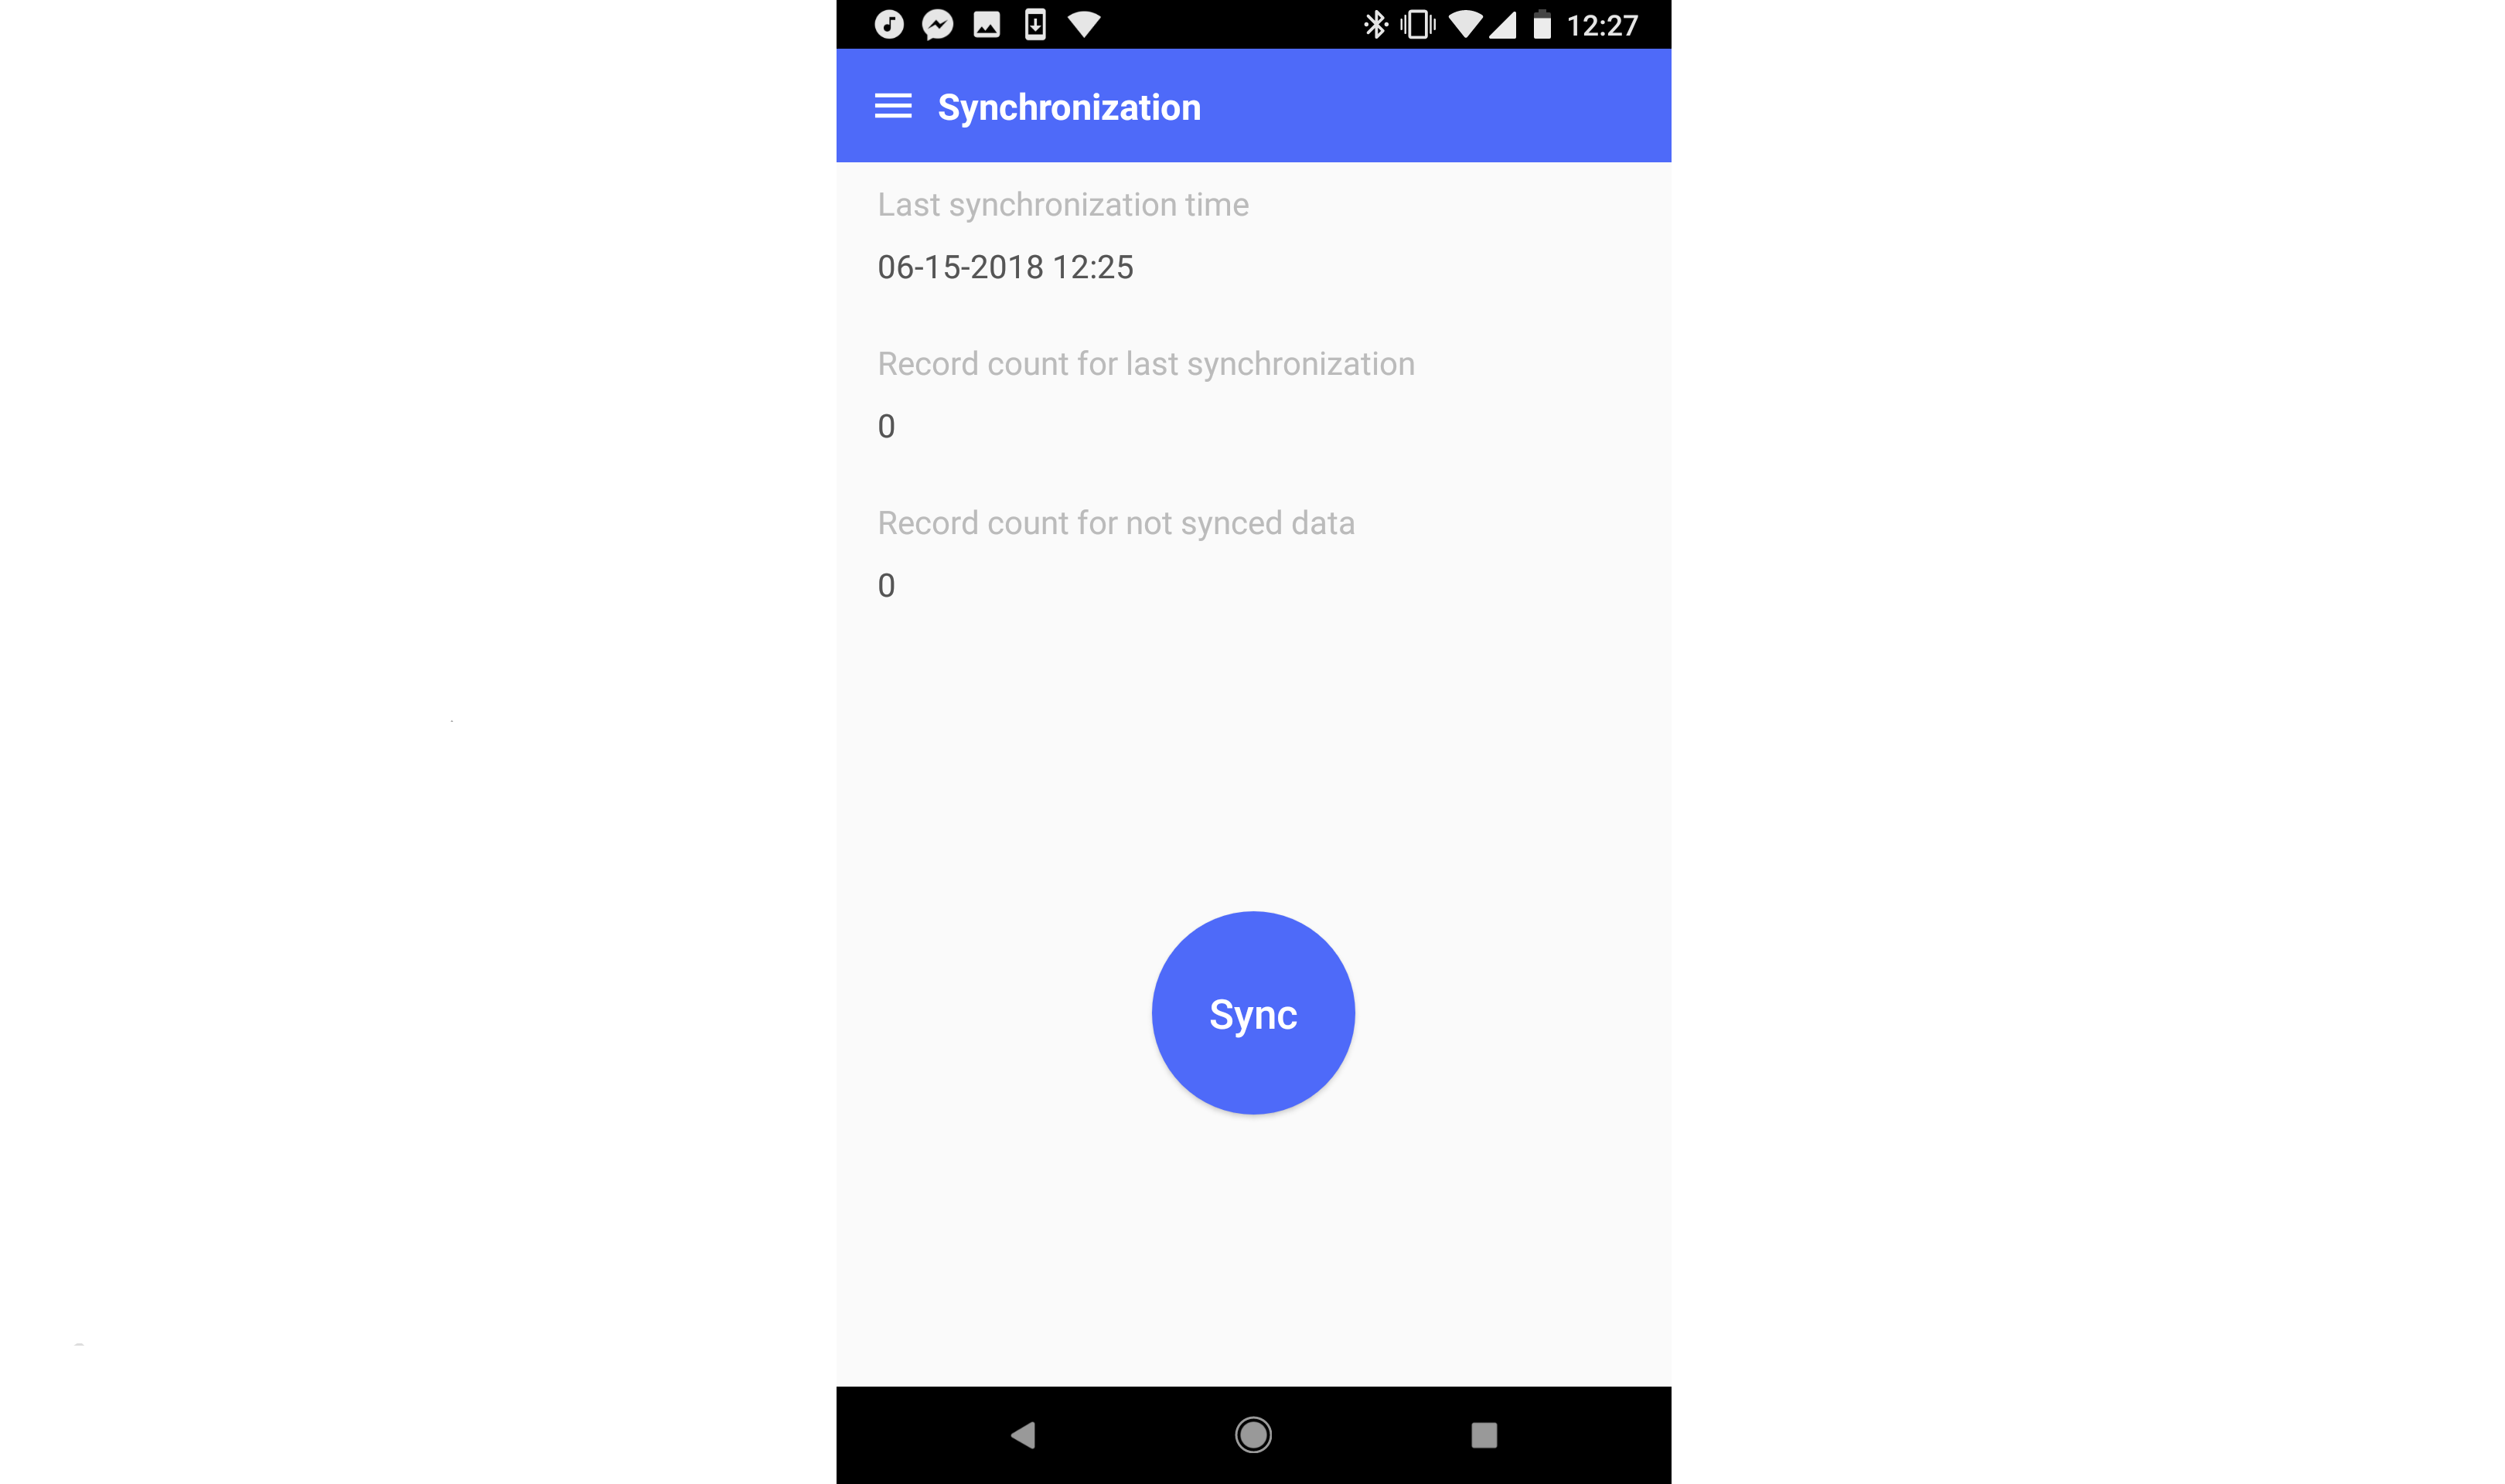 12:27
Synchronization
Last synchronization time
06-15-2018 12:25
Record count for last synchronization
0
Record count for not synced data
0
Sync